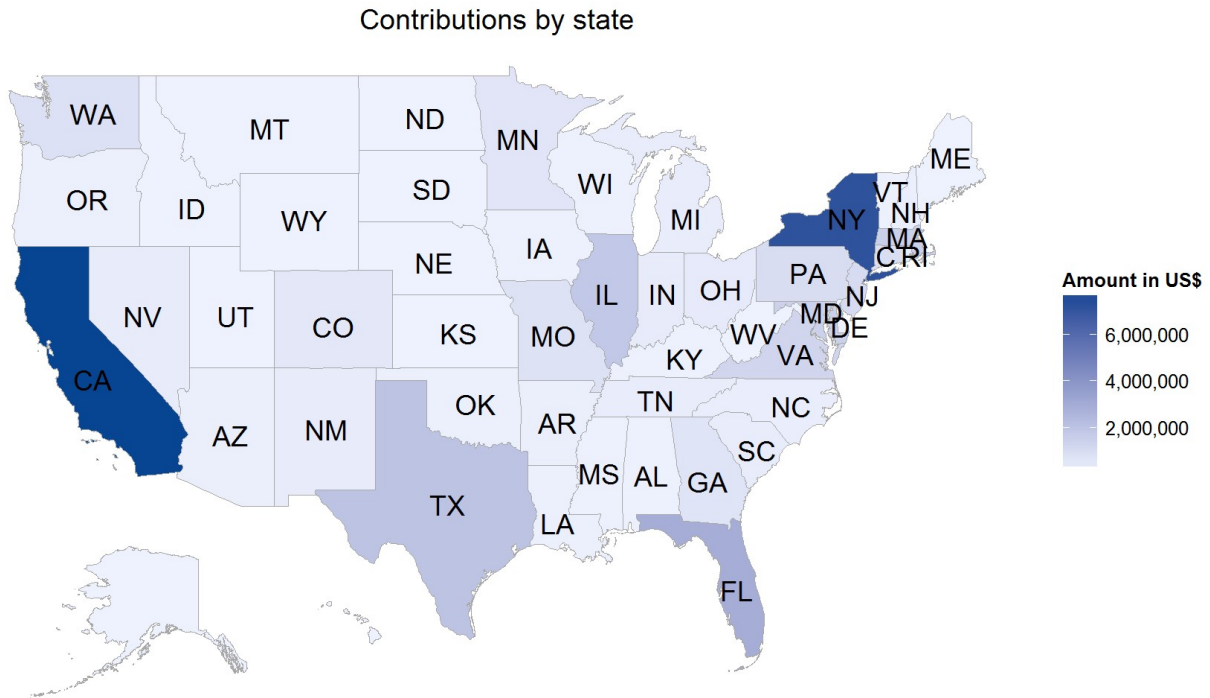 Contributions by state
WA
MT
ND
MN
ME
OR
ID
SD
WI
VT
WY
MI
NY
NH
MA
NE
IA
C
RI
PA
NV
UT
CO
IL
IN
OH
NJ
KS
MO
MD
DE
WV
VA
KY
CA
OK
AR
TN
NC
AZ
NM
SC
MS
AL
GA
TX
LA
FL
Amount in US$
6,000,000
4,000,000
2,000,000